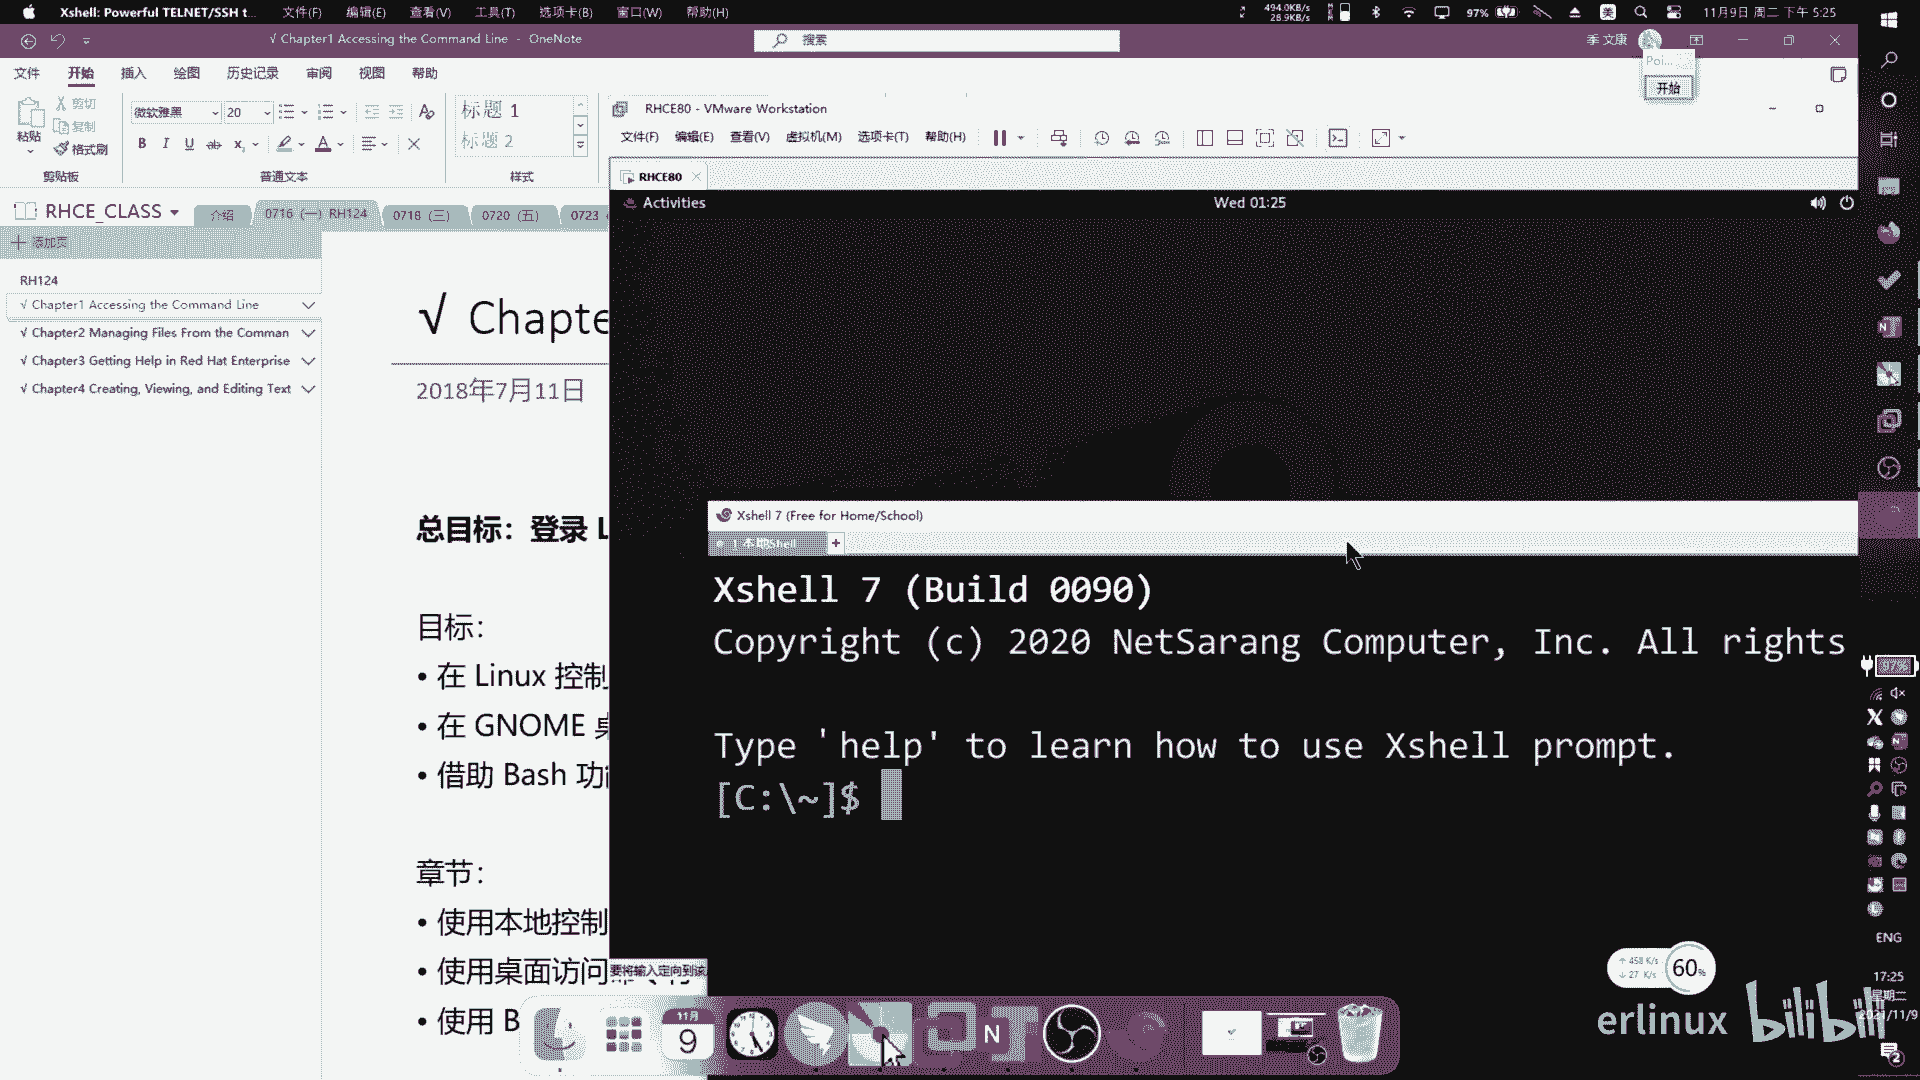 Xshell: Powerful TELNET/SSH t... 文件(F) 编辑(E) 查看(V) 工具(T) 选项卡(B) 窗口(W) 帮助(H) 494.0KB/s 28.9KB/s 97% 美 11月9日 周二 下午 5:25
√ Chapter1 Accessing the Command Line - OneNote 搜索 季 文康
Poi...
开始
文件 开始 插入 绘图 历史记录 审阅 视图 帮助
粘贴 剪切 复制 格式刷
微软雅黑 20
B I U ab x A
标题 1
标题 2
剪贴板 普通文本 样式
RHCE80 - VMware Workstation
文件(F) 编辑(E) 查看(V) 虚拟机(M) 选项卡(T) 帮助(H)
RHCE80
Activities Wed 01:25
RHCE_CLASS 介绍 0716 (一) RH124 0718 (三) 0720 (五) 0723
添加页
RH124
√ Chapter1 Accessing the Command Line
√ Chapter2 Managing Files From the Comman
√ Chapter3 Getting Help in Red Hat Enterprise
√ Chapter4 Creating, Viewing, and Editing Text
√ Chapte
2018年7月11日
总目标：登录 L
目标：
• 在 Linux 控制
• 在 GNOME 桌
• 借助 Bash 功能
章节：
• 使用本地控制
• 使用桌面访问
• 使用 B
要将输入定向到该
Xshell 7 (Free for Home/School)
1 本地Shell
Xshell 7 (Build 0090)
Copyright (c) 2020 NetSarang Computer, Inc. All rights
Type 'help' to learn how to use Xshell prompt.
[C:\~]$
11月
9
N
97%
ENG
17:25
星期二
2021/11/9
2
↑ 458 K/s
↓ 27 K/s
60%
erlinux bilibili